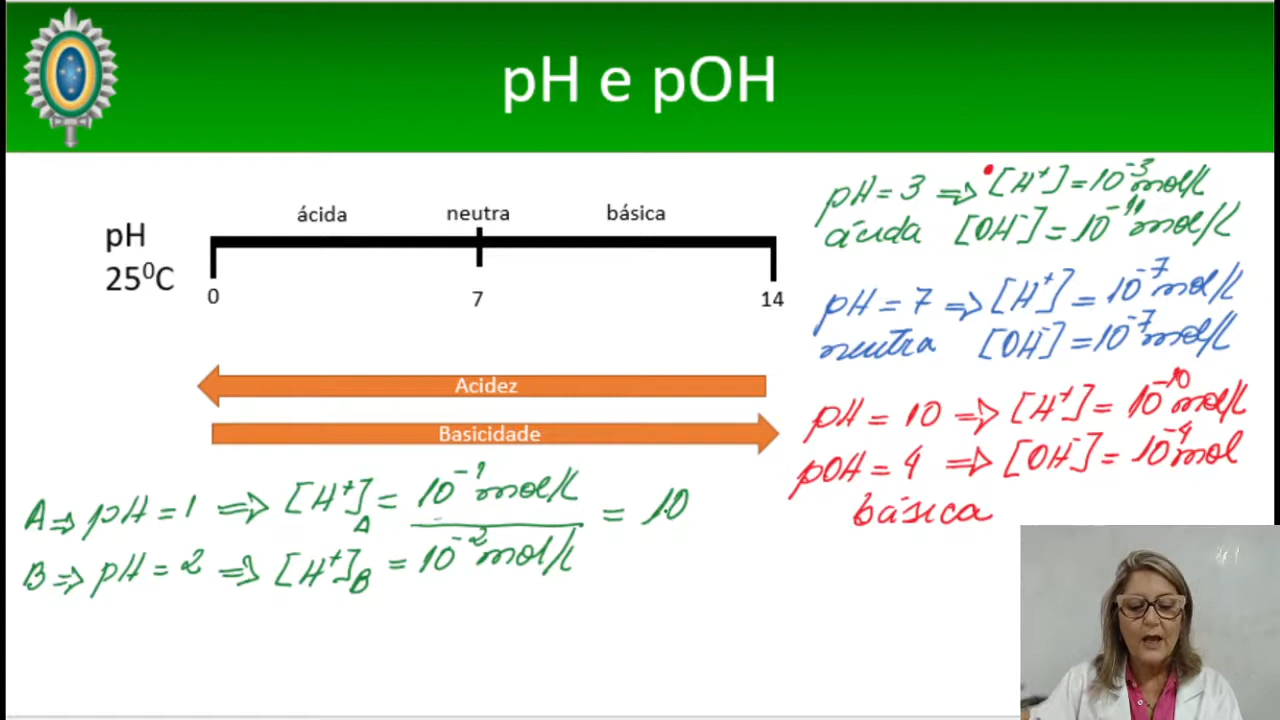 pH e pOH
ácida neutra básica
pH
25⁰C
0 7 14
Acidez
Basicidade
pH = 3 ⇒ [H⁺] = 10⁻³ mol/L
ácida [OH⁻] = 10⁻¹¹ mol/L
pH = 7 ⇒ [H⁺] = 10⁻⁷ mol/L
neutra [OH⁻] = 10⁻⁷ mol/L
pH = 10 ⇒ [H⁺] = 10⁻¹⁰ mol/L
pOH = 4 ⇒ [OH⁻] = 10⁻⁴ mol
básica
A ⇒ pH = 1 ⇒ [H⁺]A = 10⁻¹ mol/L = 10
B ⇒ pH = 2 ⇒ [H⁺]B = 10⁻² mol/L